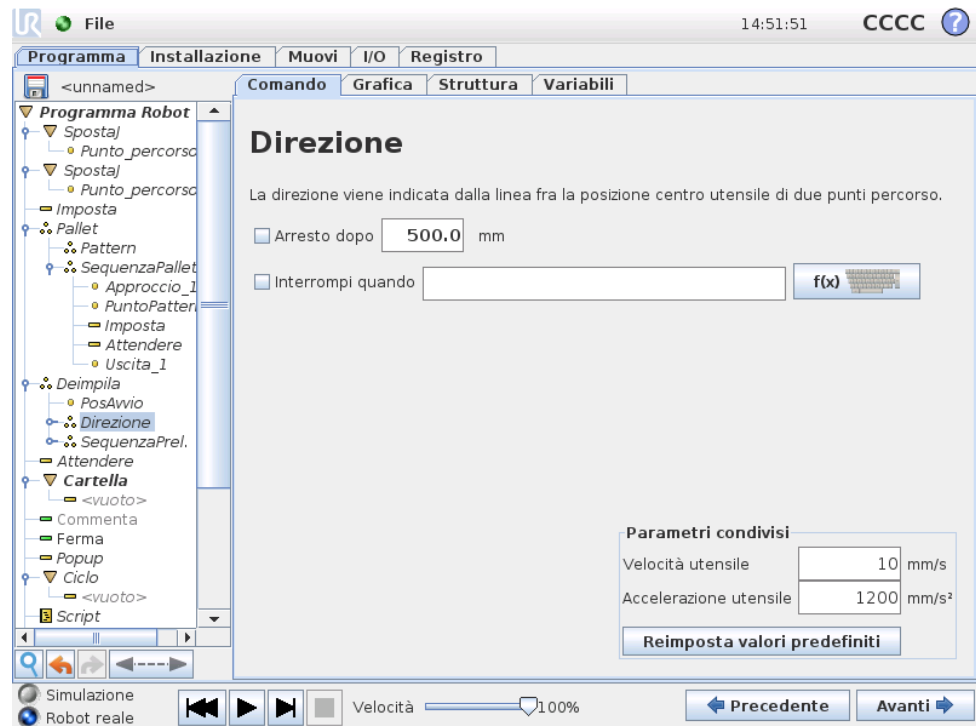 UR File 14:51:51 CCCC ?
Programma Installazione Muovi I/O Registro
<unnamed>
Comando Grafica Struttura Variabili
Programma Robot
SpostaJ
Punto_percorso
SpostaJ
Punto_percorso
Imposta
Pallet
Pattern
SequenzaPallet
Approccio_1
PuntoPatter
Imposta
Attendere
Uscita_1
Deimpila
PosAvvio
Direzione
SequenzaPrel.
Attendere
Cartella
<vuoto>
Commenta
Ferma
Popup
Ciclo
<vuoto>
Script
Direzione
La direzione viene indicata dalla linea fra la posizione centro utensile di due punti percorso.
Arresto dopo 500.0 mm
Interrompi quando f(x)
Parametri condivisi
Velocità utensile 10 mm/s
Accelerazione utensile 1200 mm/s²
Reimposta valori predefiniti
Simulazione
Robot reale
Velocità 100%
Precedente Avanti